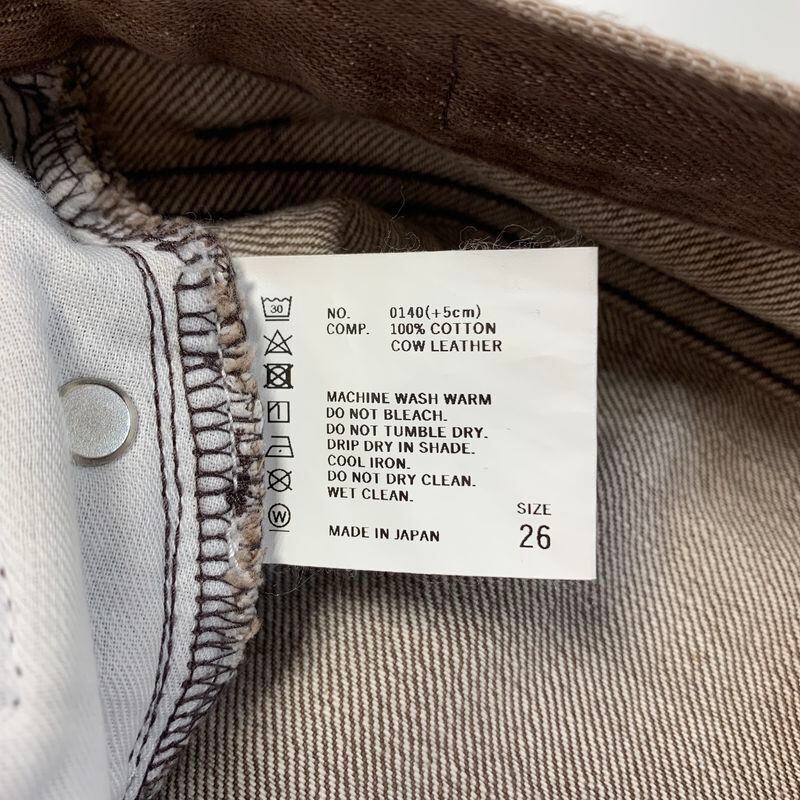 30
NO. 0140(+5cm)
COMP. 100% COTTON
COW LEATHER
MACHINE WASH WARM
DO NOT BLEACH.
DO NOT TUMBLE DRY.
DRIP DRY IN SHADE.
COOL IRON.
DO NOT DRY CLEAN.
WET CLEAN.
W
MADE IN JAPAN
SIZE
26